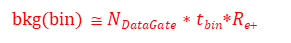 bkg(bin) ≅ N_DataGate * t_bin*R_e+